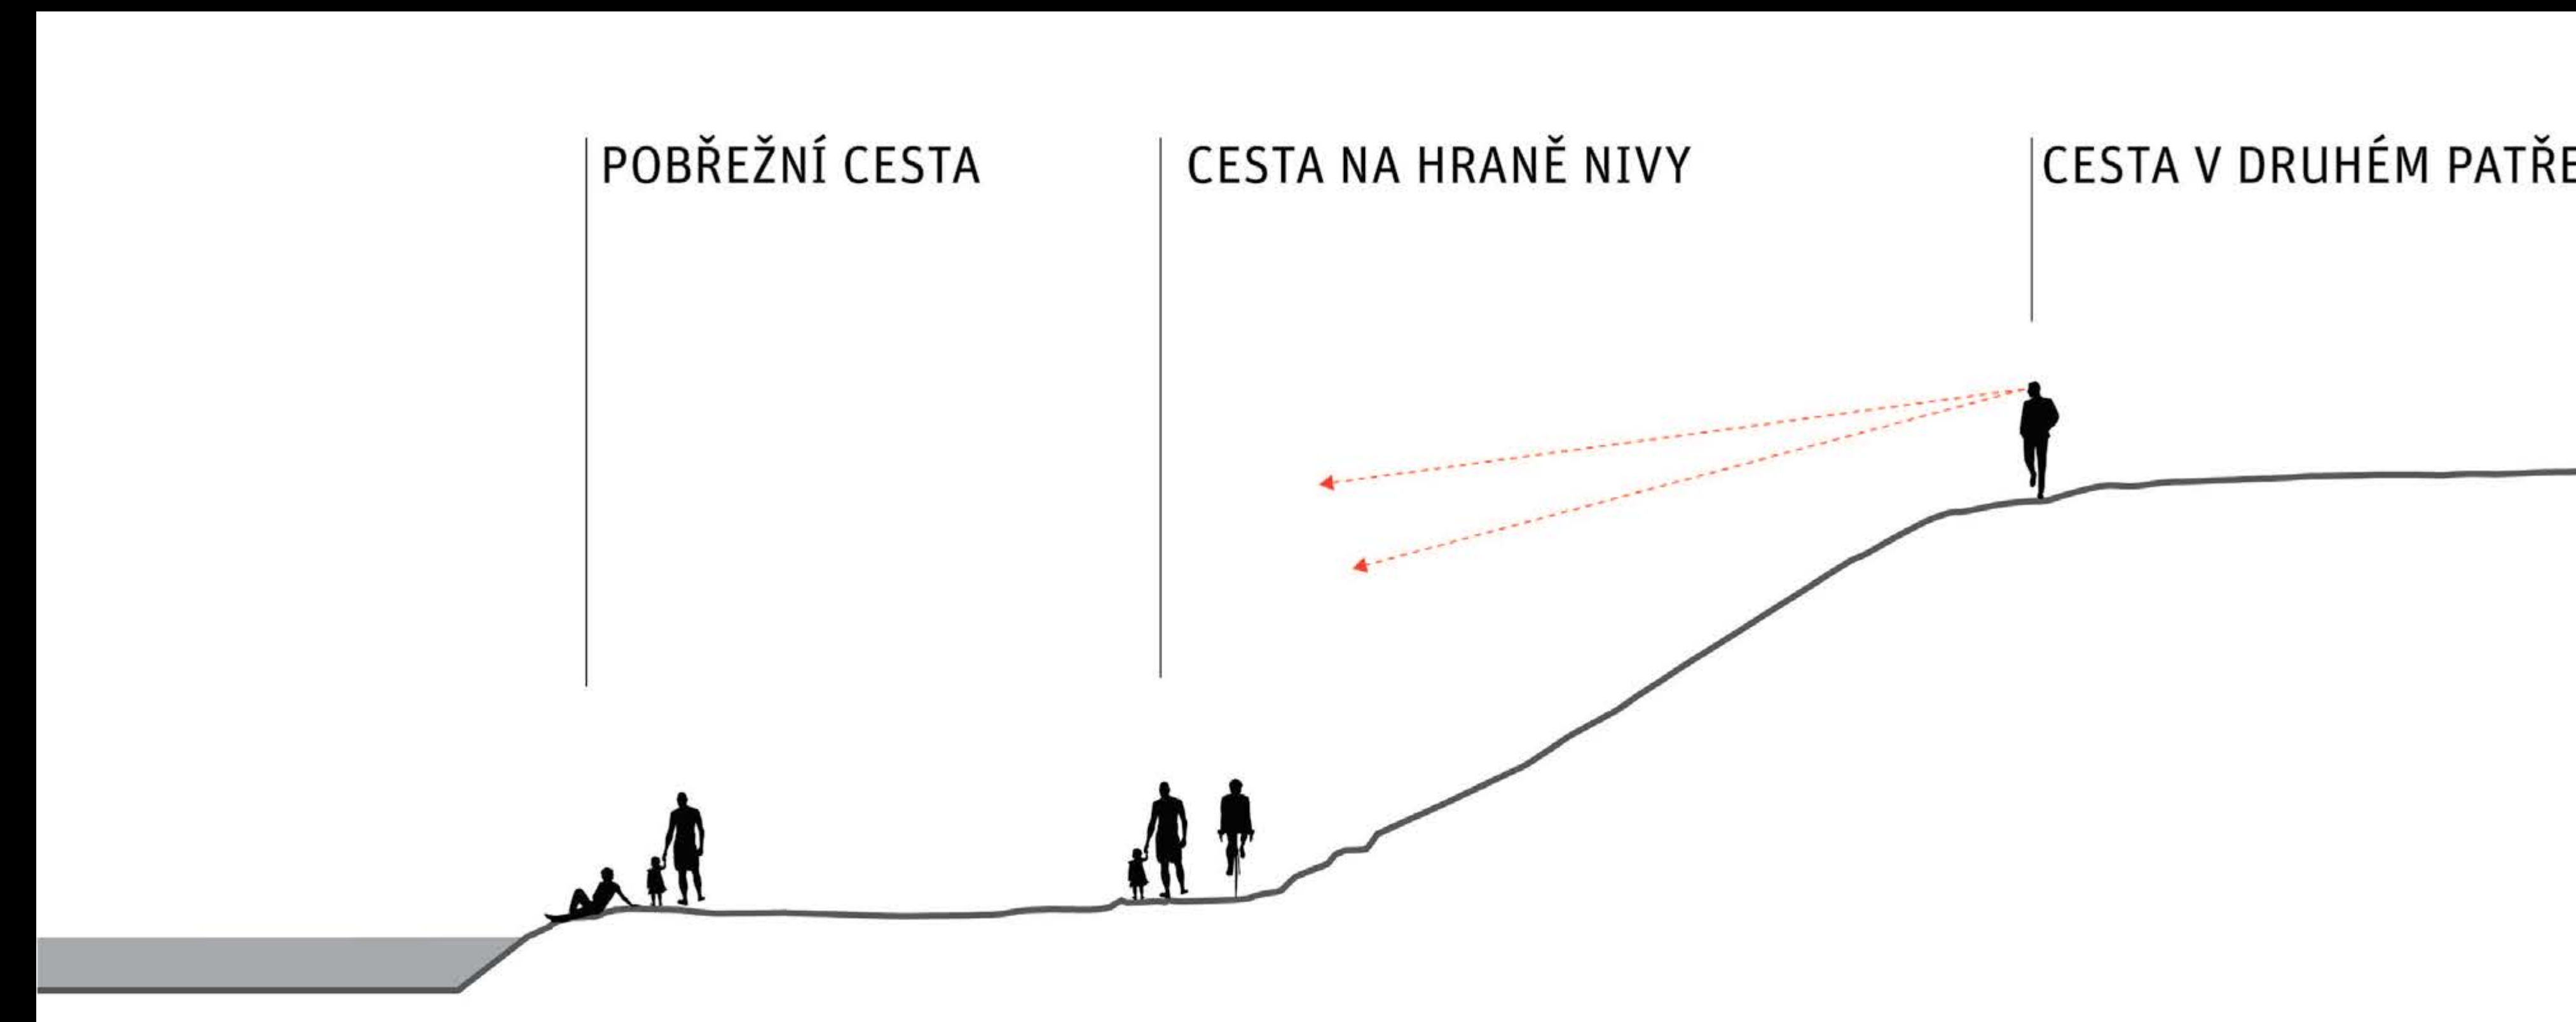 POBŘEŽNÍ CESTA
CESTA NA HRANĚ NIVY
CESTA V DRUHÉM PATŘE